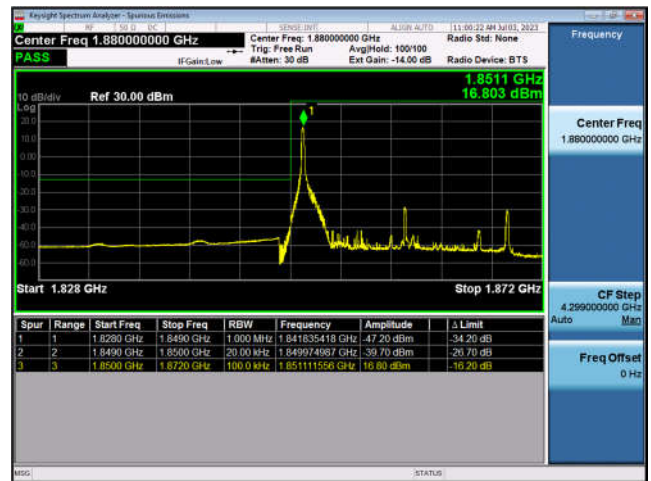 Keysight Spectrum Analyzer - Spurious Emissions
RF 50 Ω DC SENSE:INT ALIGN AUTO 11:00:22 AM Jul 03, 2023
Center Freq 1.880000000 GHz
Center Freq: 1.880000000 GHz
Radio Std: None
Trig: Free Run
Avg|Hold: 100/100
PASS
IFGain:Low
#Atten: 30 dB
Ext Gain: -14.00 dB
Radio Device: BTS
1.8511 GHz
16.803 dBm
10 dB/div
Ref 30.00 dBm
Log
20.0
10.0
0.00
-10.0
-20.0
-30.0
-40.0
-50.0
-60.0
1
Start 1.828 GHz
Stop 1.872 GHz
Spur Range Start Freq Stop Freq RBW Frequency Amplitude Δ Limit
1 1 1.8280 GHz 1.8490 GHz 1.000 MHz 1.841835418 GHz -47.20 dBm -34.20 dB
2 2 1.8490 GHz 1.8500 GHz 20.00 kHz 1.849974987 GHz -39.70 dBm -26.70 dB
3 3 1.8500 GHz 1.8720 GHz 100.0 kHz 1.851111556 GHz 16.80 dBm -16.20 dB
MSG
STATUS
Frequency
Center Freq
1.880000000 GHz
CF Step
4.299000000 GHz
Auto Man
Freq Offset
0 Hz